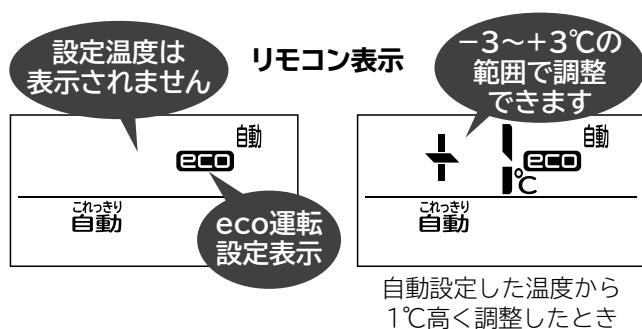 設定温度は
表示されません
リモコン表示
－3～＋3℃の
範囲で調整
できます
自動
eco
これっきり
自動
eco運転
設定表示
自動
+1℃
eco
これっきり
自動
自動設定した温度から
1℃高く調整したとき